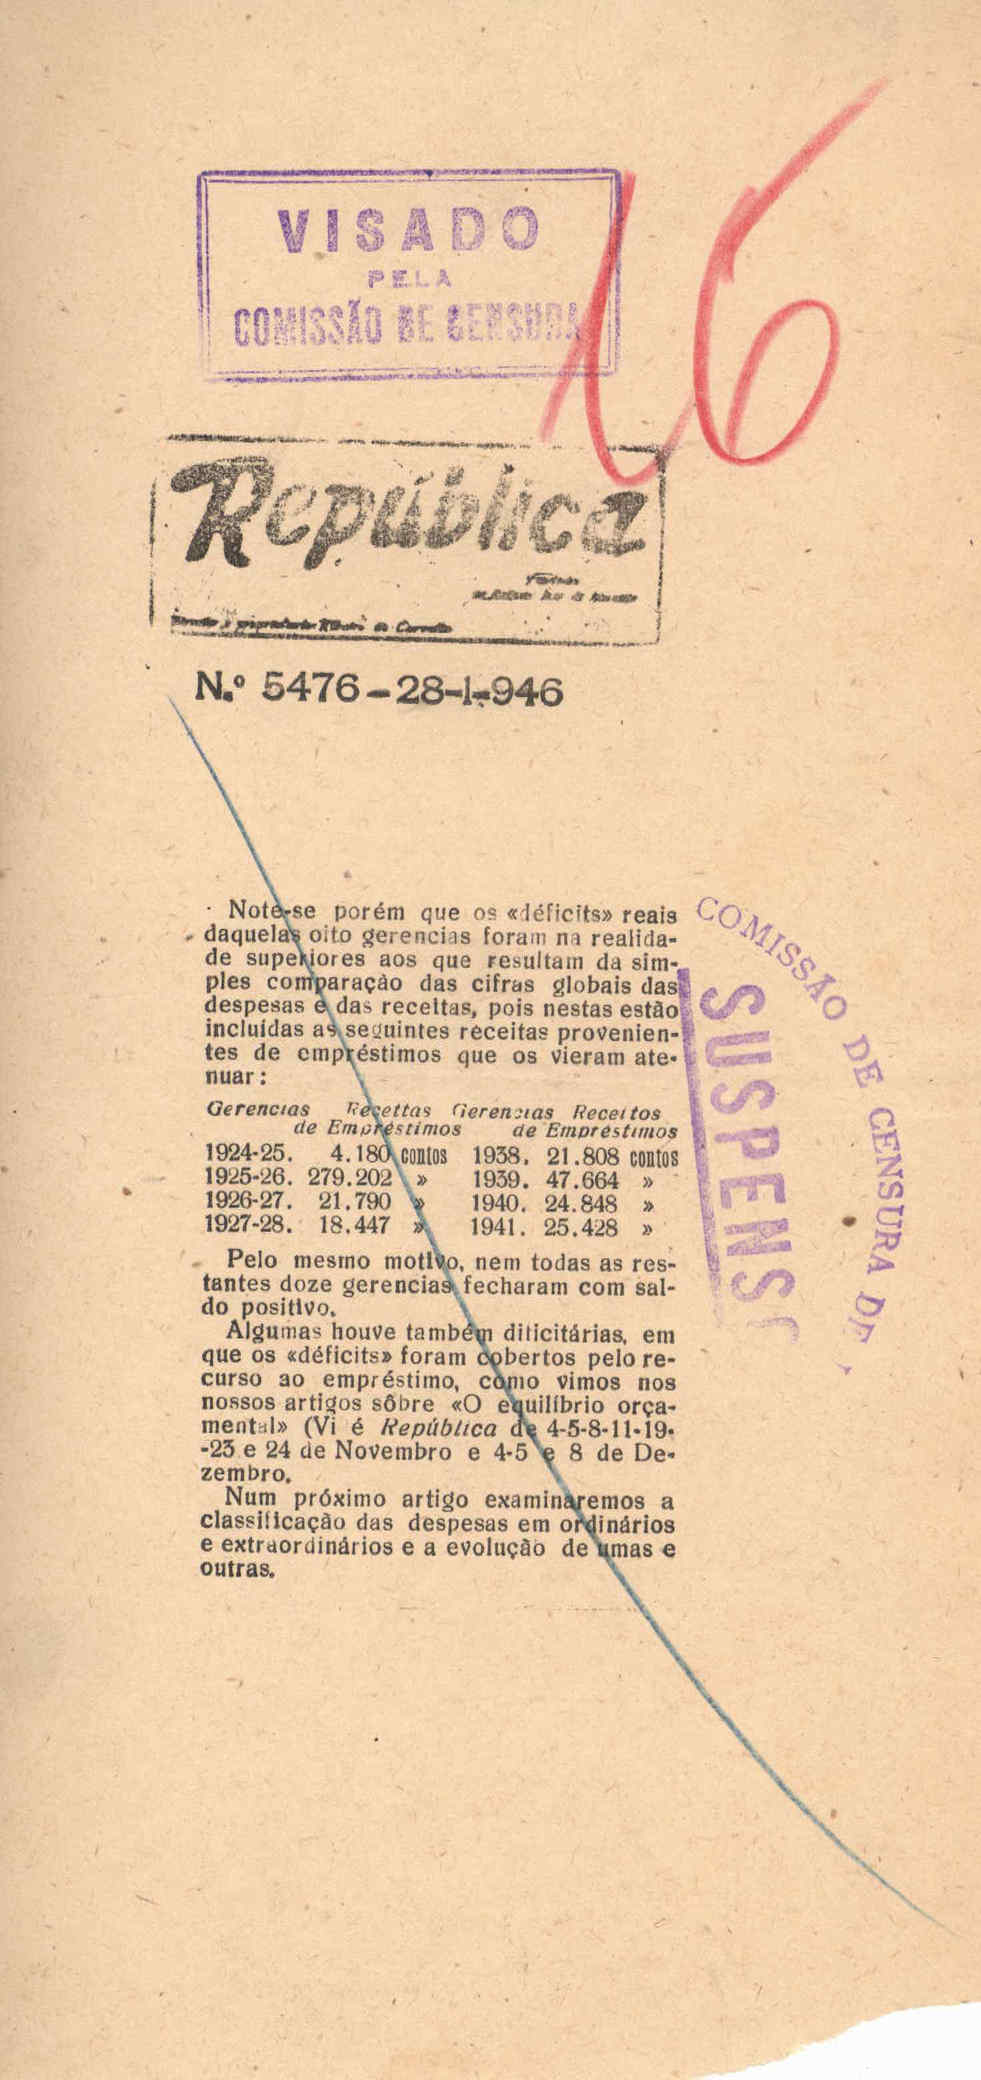 16
VISADO
PELA
COMISSÃO DE CENSURA
República
N.º 5476-28-1-946
Note-se porém que os «déficits» reais
daquelas oito gerencias foram na realida-
de superiores aos que resultam da sim-
ples comparação das cifras globais das
despesas e das receitas, pois nestas estão
incluídas as seguintes receitas provenien-
tes de empréstimos que os vieram ate-
nuar:
Gerencias Receitas Gerencias Receitos
de Empréstimos de Empréstimos
1924-25. 4.180 contos 1938. 21.808 contos
1925-26. 279.202 » 1939. 47.664 »
1926-27. 21.790 » 1940. 24.848 »
1927-28. 18.447 » 1941. 25.428 »
Pelo mesmo motivo, nem todas as res-
tantes doze gerencias fecharam com sal-
do positivo.
Algumas houve também dificitárias, em
que os «déficits» foram cobertos pelo re-
curso ao empréstimo, como vimos nos
nossos artigos sôbre «O equilíbrio orça-
mental» (Vi é República de 4-5-8-11-19-
-23 e 24 de Novembro e 4-5 e 8 de De-
zembro.
Num próximo artigo examinaremos a
classificação das despesas em ordinários
e extraordinários e a evolução de umas e
outras.
COMISSÃO DE CENSURA DE
SUSPENSO